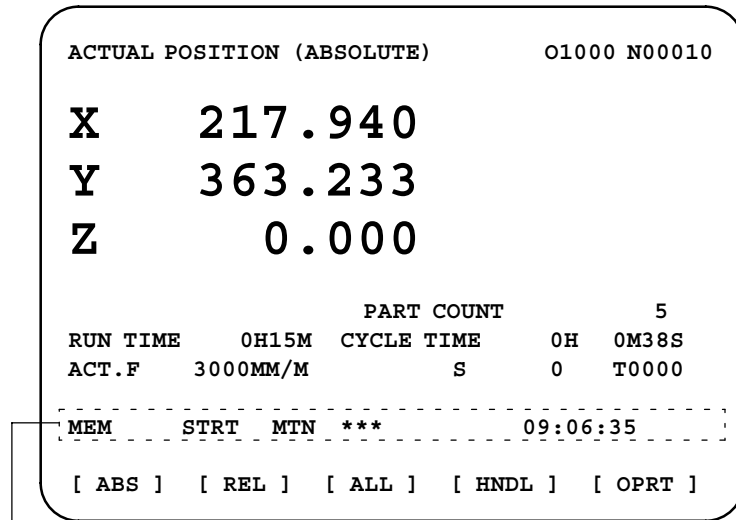 ACTUAL POSITION (ABSOLUTE) O1000 N00010
X 217.940
Y 363.233
Z 0.000
PART COUNT 5
RUN TIME 0H15M CYCLE TIME 0H 0M38S
ACT.F 3000MM/M S 0 T0000
MEM STRT MTN *** 09:06:35
[ ABS ] [ REL ] [ ALL ] [ HNDL ] [ OPRT ]